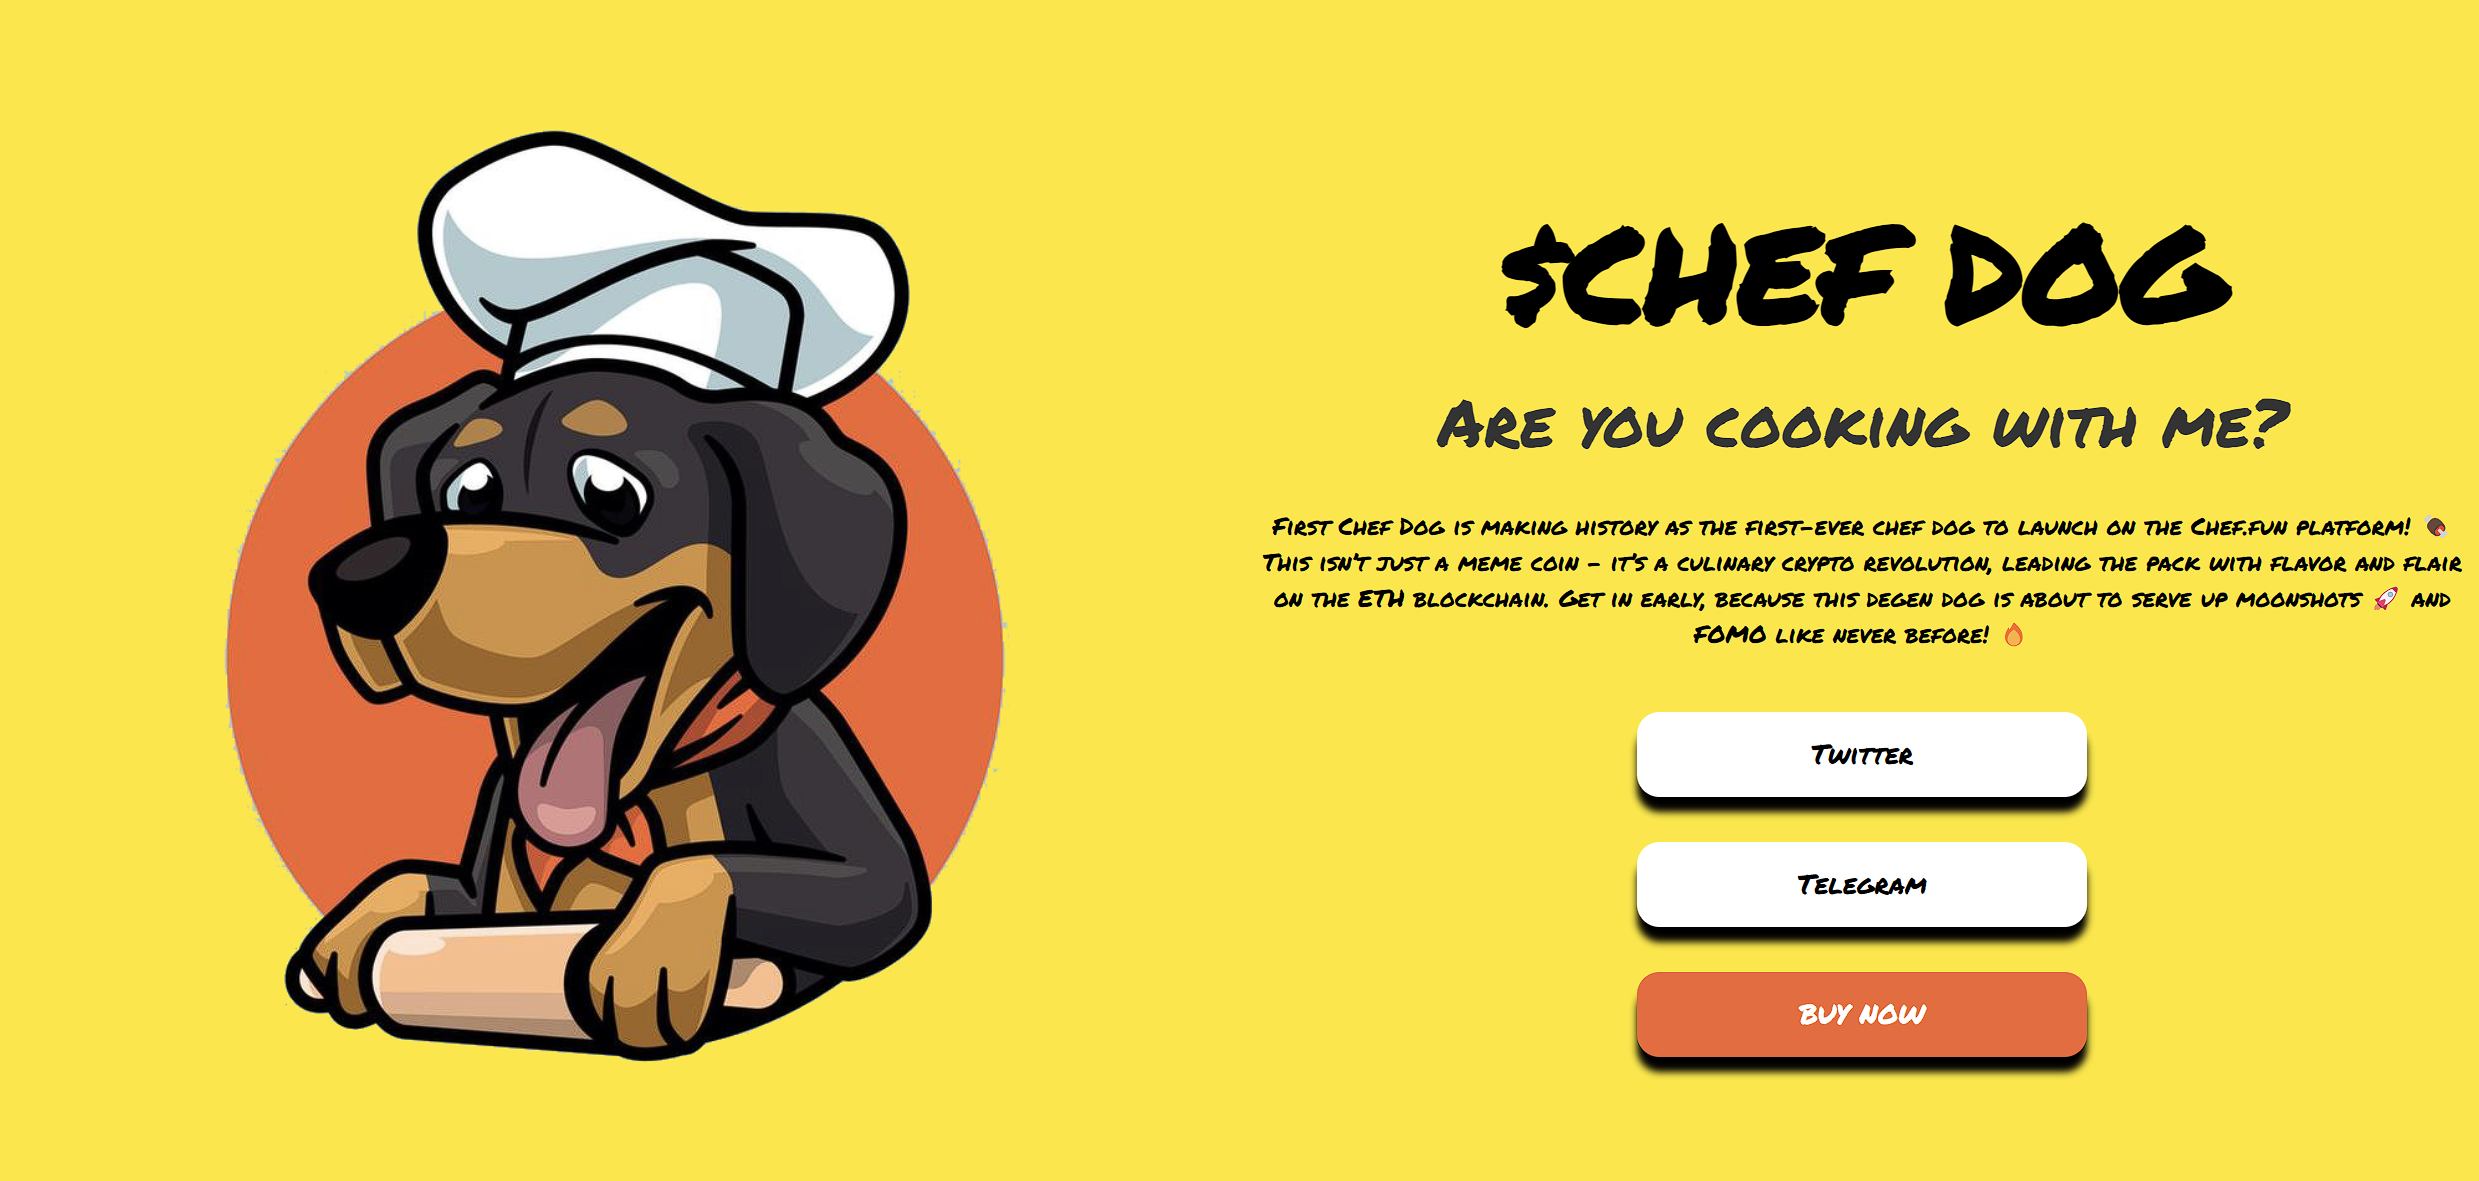 $CHEF DOG
Are you cooking with me?
First Chef Dog is making history as the first-ever chef dog to launch on the Chef.fun platform! 🍖
This isn't just a meme coin – it's a culinary crypto revolution, leading the pack with flavor and flair
on the ETH blockchain. Get in early, because this degen dog is about to serve up moonshots 🚀 and
FOMO like never before! 🔥
Twitter
Telegram
BUY NOW